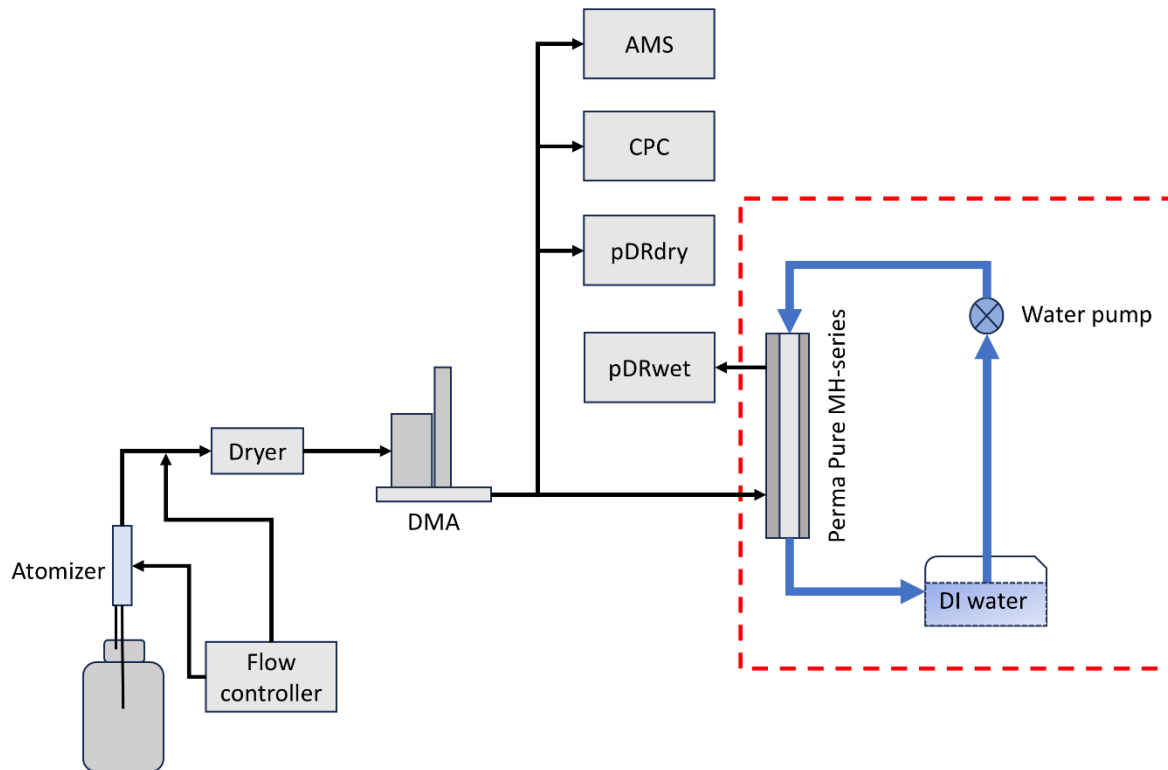 AMS
CPC
pDRdry
pDRwet
Perma Pure MH-series
Water pump
DI water
Dryer
DMA
Atomizer
Flow
controller